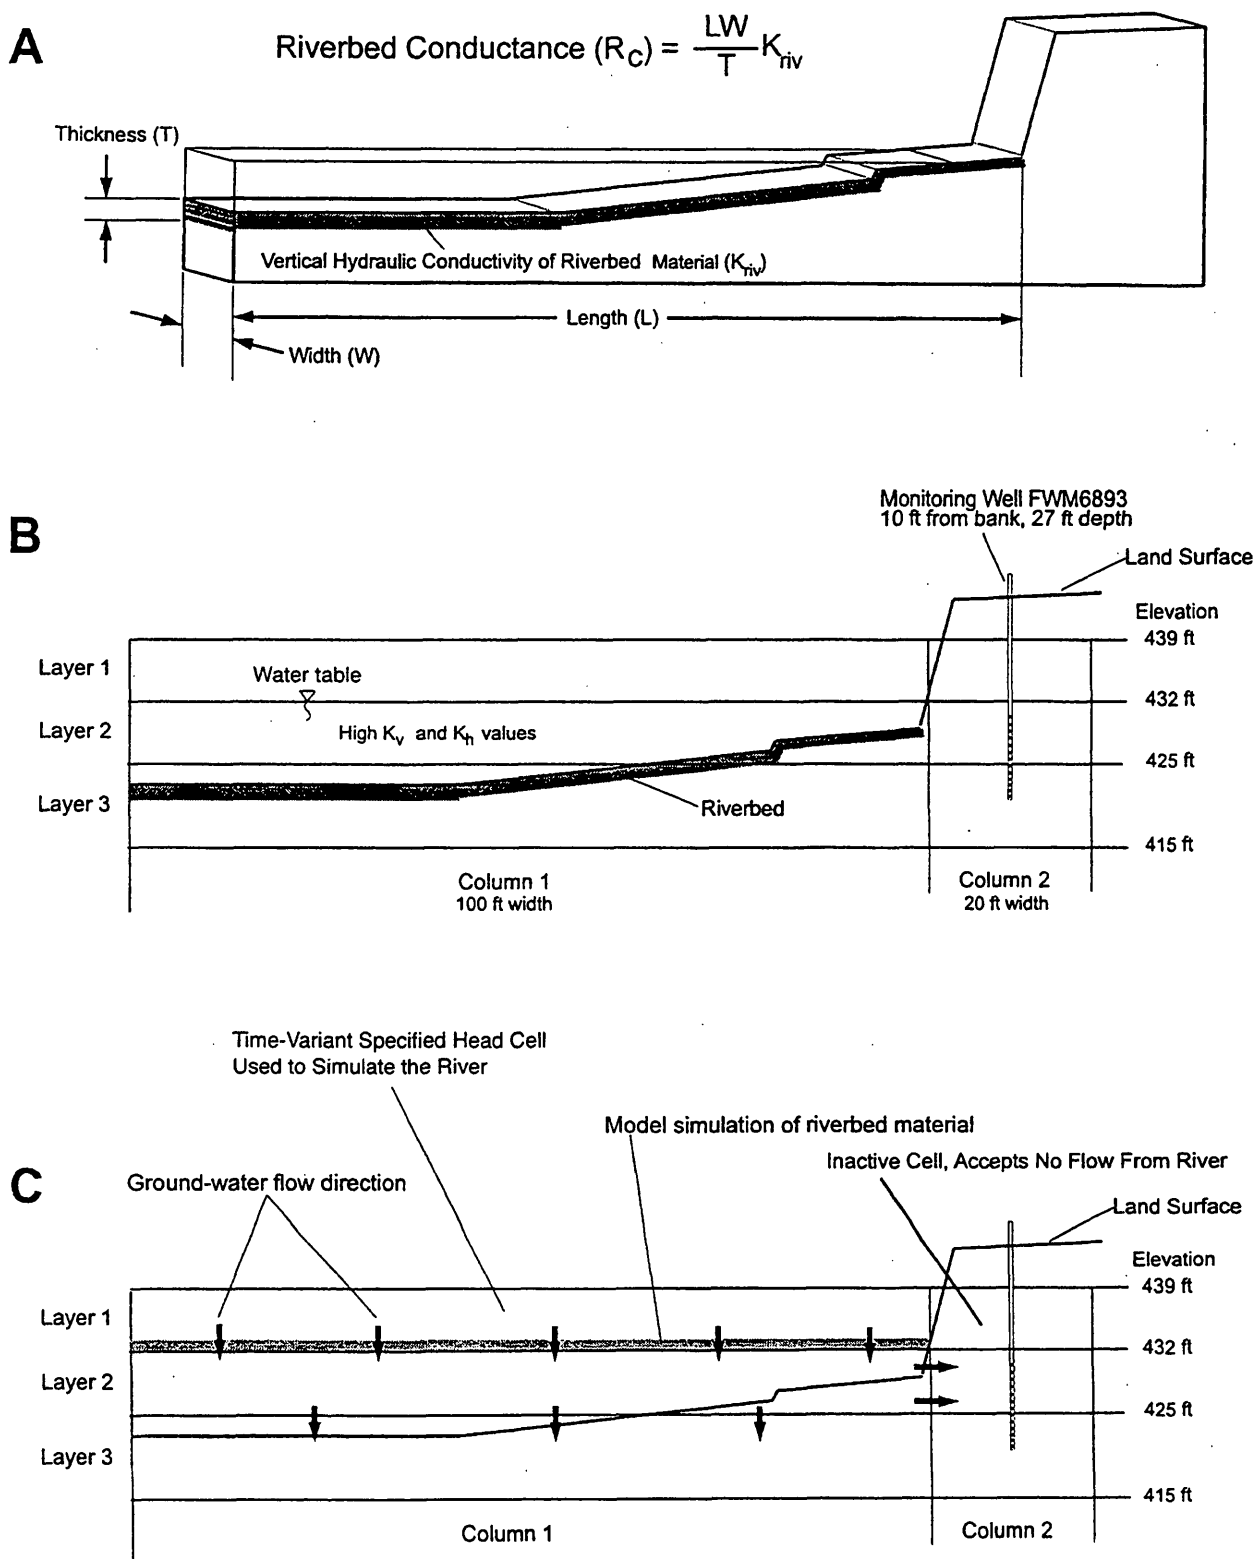 A
Riverbed Conductance (R_C) = LW/T K_riv
Thickness (T)
Vertical Hydraulic Conductivity of Riverbed Material (K_riv)
Length (L)
Width (W)
B
Monitoring Well FWM6893
10 ft from bank, 27 ft depth
Land Surface
Elevation
439 ft
Layer 1
Water table
432 ft
Layer 2
High K_v and K_h values
425 ft
Layer 3
Riverbed
415 ft
Column 1
100 ft width
Column 2
20 ft width
Time-Variant Specified Head Cell
Used to Simulate the River
Model simulation of riverbed material
Inactive Cell, Accepts No Flow From River
C
Ground-water flow direction
Land Surface
Elevation
439 ft
Layer 1
432 ft
Layer 2
425 ft
Layer 3
415 ft
Column 1
Column 2